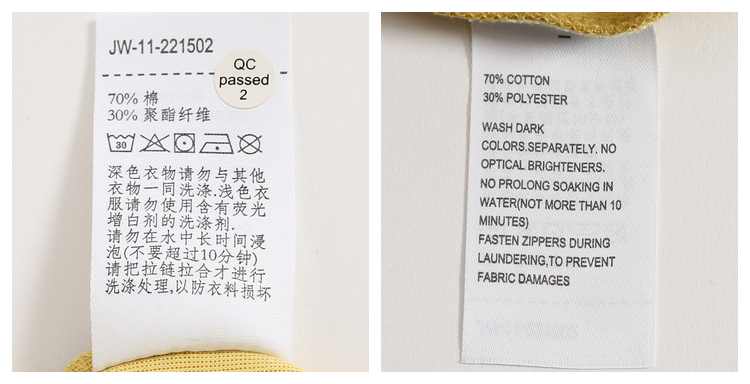 JW-11-221502
QC
passed
2
70% 棉
30% 聚酯纤维
30
深色衣物请勿与其他
衣物一同洗涤.浅色衣
服请勿使用含有荧光
增白剂的洗涤剂.
请勿在水中长时间浸
泡(不要超过10分钟)
请把拉链拉合才进行
洗涤处理,以防衣料损坏
70% COTTON
30% POLYESTER
WASH DARK
COLORS.SEPARATELY. NO
OPTICAL BRIGHTENERS.
NO PROLONG SOAKING IN
WATER(NOT MORE THAN 10
MINUTES)
FASTEN ZIPPERS DURING
LAUNDERING,TO PREVENT
FABRIC DAMAGES